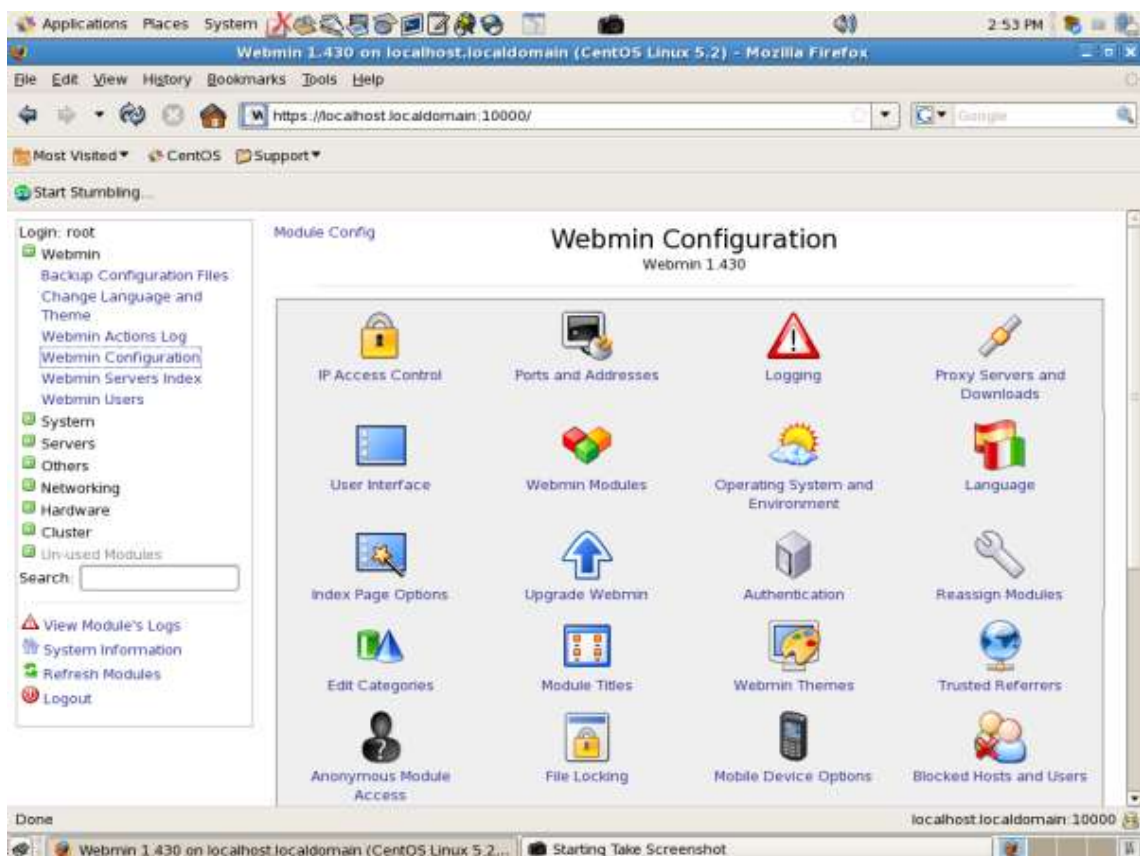 Applications Places System 2:53 PM
Webmin 1.430 on localhost.localdomain (CentOS Linux 5.2) - Mozilla Firefox
File Edit View History Bookmarks Tools Help
https://localhost.localdomain:10000/ Google
Most Visited CentOS Support
Start Stumbling...
Login: root
Webmin
Backup Configuration Files
Change Language and
Theme
Webmin Actions Log
Webmin Configuration
Webmin Servers Index
Webmin Users
System
Servers
Others
Networking
Hardware
Cluster
Un-used Modules
Search:
View Module's Logs
System Information
Refresh Modules
Logout
Module Config
Webmin Configuration
Webmin 1.430
IP Access Control
Ports and Addresses
Logging
Proxy Servers and
Downloads
User Interface
Webmin Modules
Operating System and
Environment
Language
Index Page Options
Upgrade Webmin
Authentication
Reassign Modules
Edit Categories
Module Titles
Webmin Themes
Trusted Referrers
Anonymous Module
Access
File Locking
Mobile Device Options
Blocked Hosts and Users
Done localhost.localdomain:10000
Webmin 1.430 on localhost.localdomain (CentOS Linux 5.2... Starting Take Screenshot